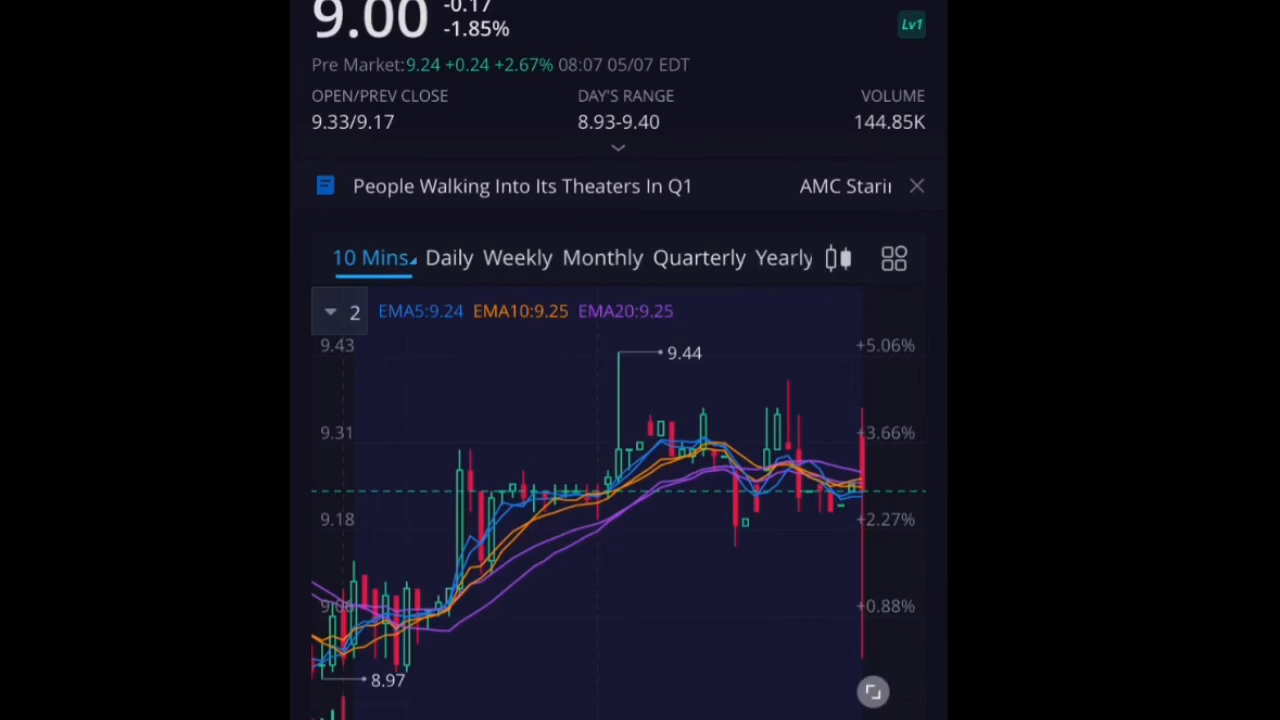 9.00 -0.17
-1.85%
Lv1
Pre Market:9.24 +0.24 +2.67% 08:07 05/07 EDT
OPEN/PREV CLOSE DAY'S RANGE VOLUME
9.33/9.17 8.93-9.40 144.85K
People Walking Into Its Theaters In Q1 AMC Starii
10 Mins Daily Weekly Monthly Quarterly Yearly
2 EMA5:9.24 EMA10:9.25 EMA20:9.25
9.43 +5.06%
9.44
9.31 +3.66%
9.18 +2.27%
9.06 +0.88%
8.97